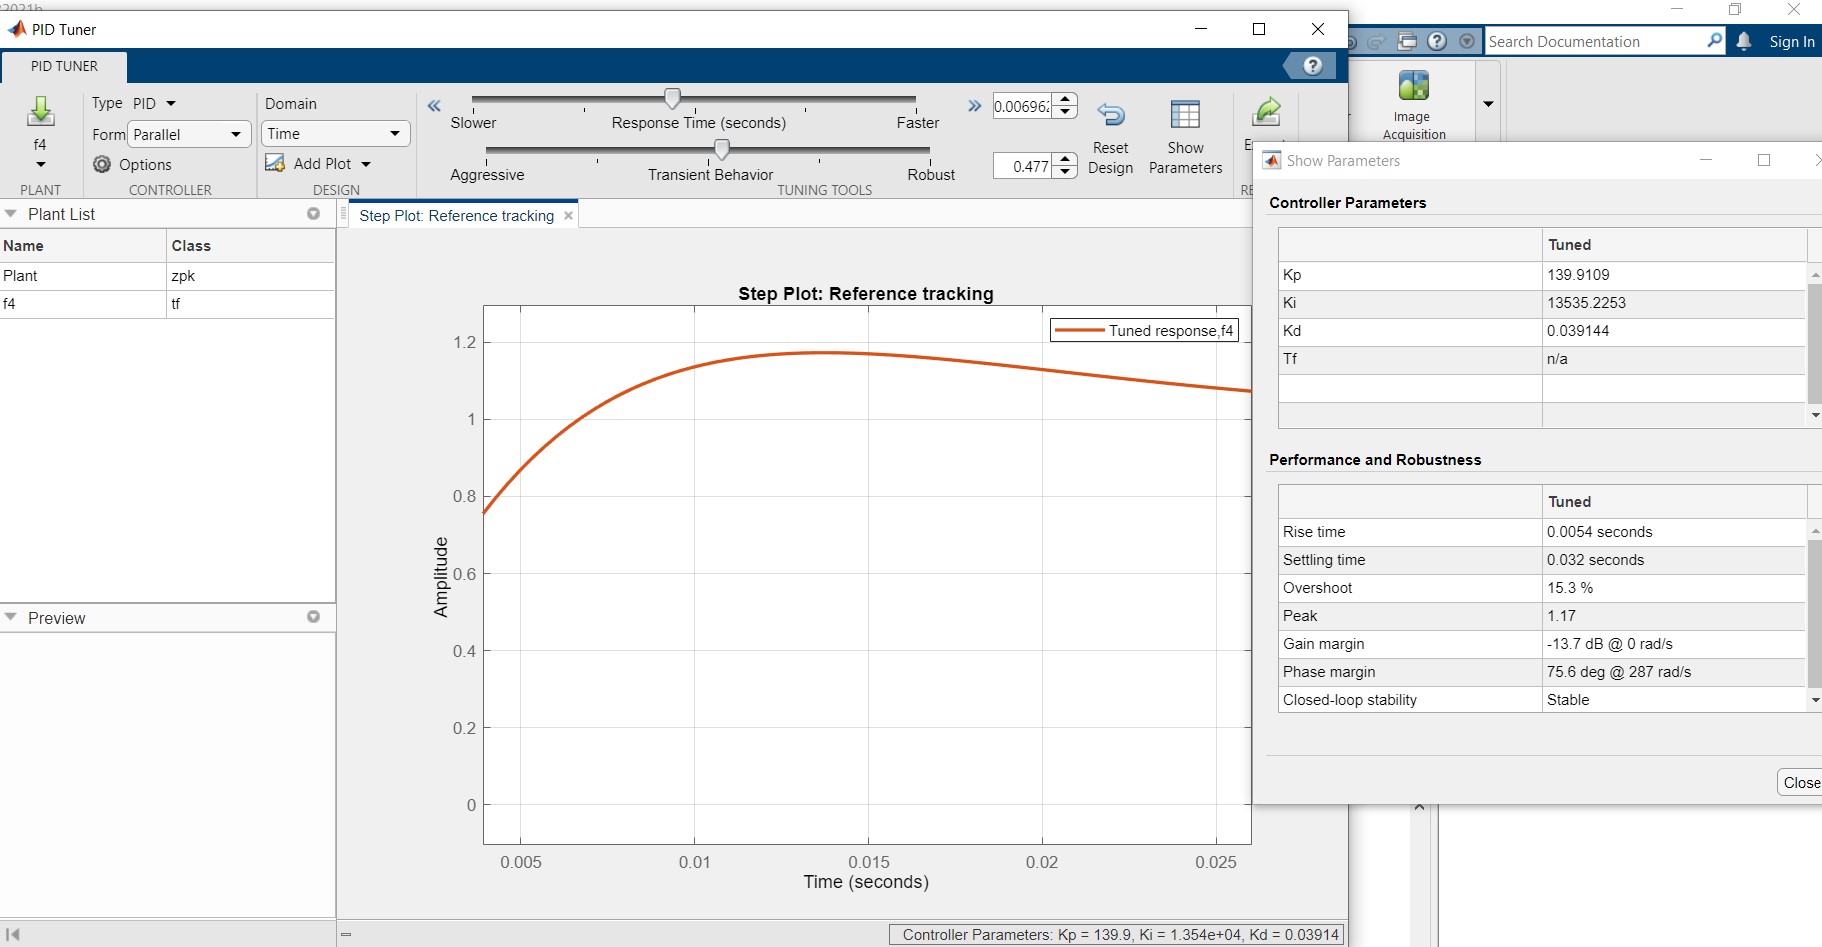 PID Tuner
Search Documentation
Sign In
PID TUNER
f4
PLANT
Type PID
Form Parallel
Options
CONTROLLER
Domain
Time
Add Plot
DESIGN
Slower
Response Time (seconds)
Faster
Aggressive
Transient Behavior
Robust
0.477
TUNING TOOLS
Reset
Design
Show
Parameters
Image
Acquisition
Plant List
Name Class
Plant zpk
f4 tf
Preview
Step Plot: Reference tracking
Step Plot: Reference tracking
Tuned response,f4
1.2
1
0.8
0.6
0.4
0.2
0
Amplitude
0.005 0.01 0.015 0.02 0.025
Time (seconds)
Controller Parameters: Kp = 139.9, Ki = 1.354e+04, Kd = 0.03914
Show Parameters
Controller Parameters
Tuned
Kp 139.9109
Ki 13535.2253
Kd 0.039144
Tf n/a
Performance and Robustness
Tuned
Rise time 0.0054 seconds
Settling time 0.032 seconds
Overshoot 15.3 %
Peak 1.17
Gain margin -13.7 dB @ 0 rad/s
Phase margin 75.6 deg @ 287 rad/s
Closed-loop stability Stable
Close